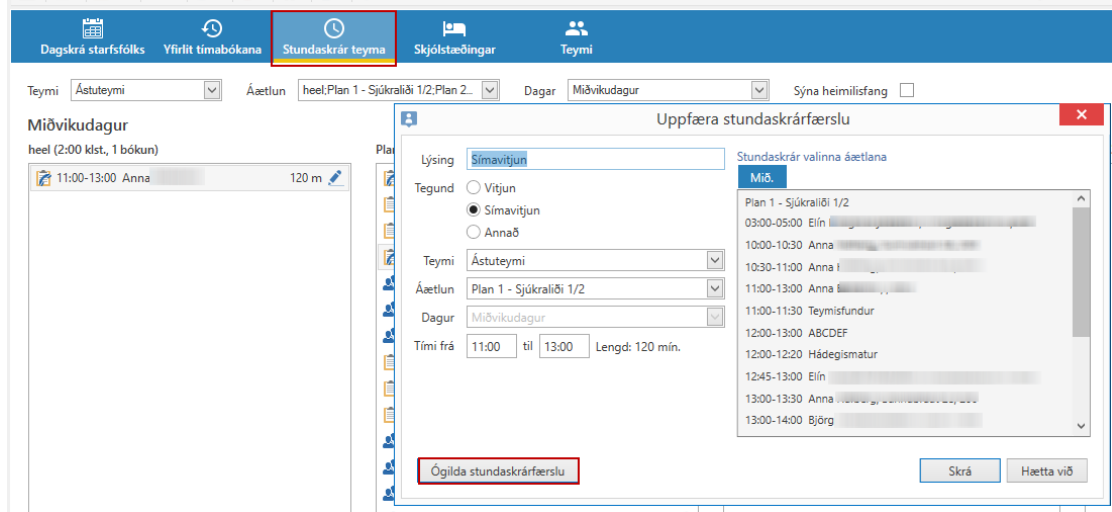 Dagskrá starfsfólks
Yfirlit tímabókana
Stundaskrár teyma
Skjólstæðingar
Teymi
Teymi Ástuteymi Áætlun heel;Plan 1 - Sjúkraliði 1/2;Plan 2... Dagar Miðvikudagur Sýna heimilisfang
Miðvikudagur
heel (2:00 klst., 1 bókun)
11:00-13:00 Anna 120 m
Uppfæra stundaskrárfærslu
Lýsing Símavitjun
Tegund Vitjun
Símavitjun
Annað
Teymi Ástuteymi
Áætlun Plan 1 - Sjúkraliði 1/2
Dagur Miðvikudagur
Tími frá 11:00 til 13:00 Lengd: 120 mín.
Stundaskrár valinna áætlana
Mið.
Plan 1 - Sjúkraliði 1/2
03:00-05:00 Elín
10:00-10:30 Anna
10:30-11:00 Anna
11:00-13:00 Anna
11:00-11:30 Teymisfundur
12:00-13:00 ABCDEF
12:00-12:20 Hádegismatur
12:45-13:00 Elín
13:00-13:30 Anna
13:00-14:00 Björg
Ógilda stundaskrárfærslu
Skrá
Hætta við